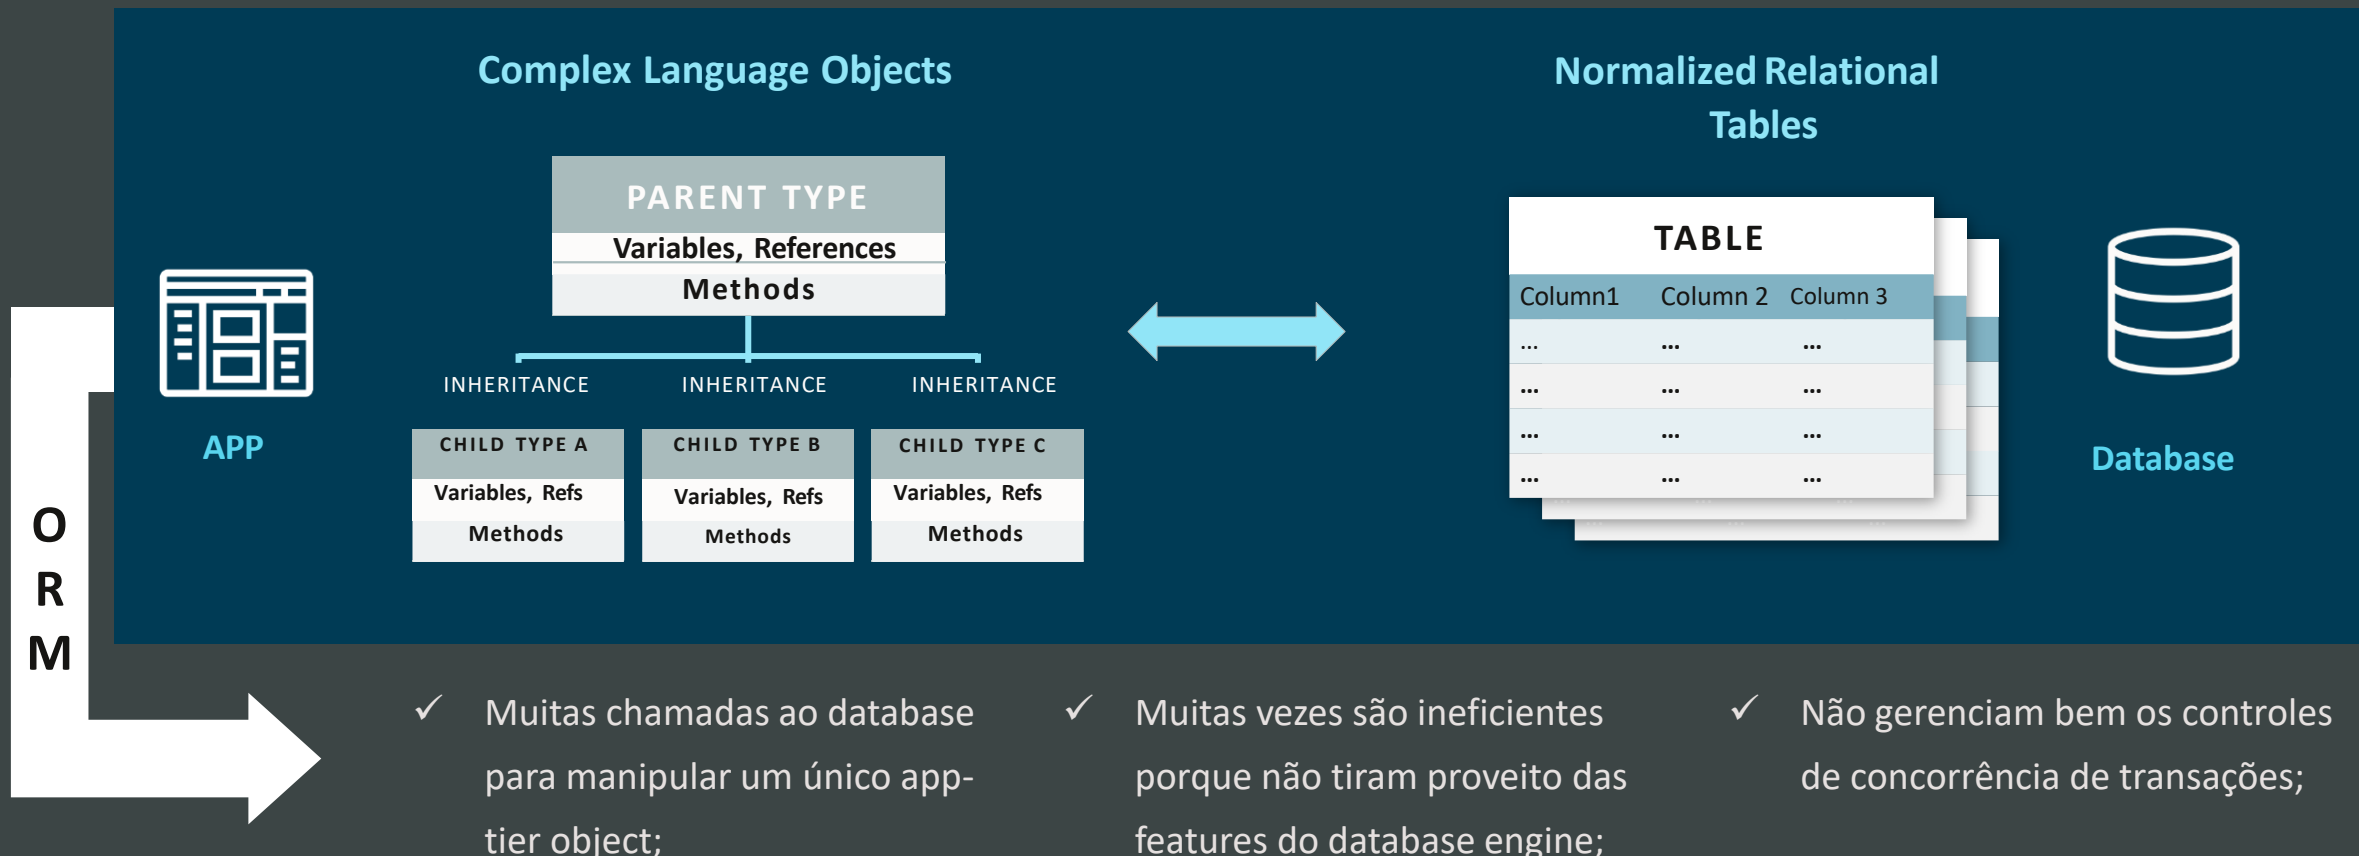 Complex Language Objects
Normalized Relational
Tables
PARENT TYPE
Variables, References
Methods
INHERITANCE
INHERITANCE
INHERITANCE
CHILD TYPE A
Variables, Refs
Methods
CHILD TYPE B
Variables, Refs
Methods
CHILD TYPE C
Variables, Refs
Methods
APP
TABLE
Column1 Column 2 Column 3
... ... ...
... ... ...
... ... ...
... ... ...
... ... ...
... ... ...
Database
O
R
M
✓ Muitas chamadas ao database
para manipular um único app-
tier object;
✓ Muitas vezes são ineficientes
porque não tiram proveito das
features do database engine;
✓ Não gerenciam bem os controles
de concorrência de transações;